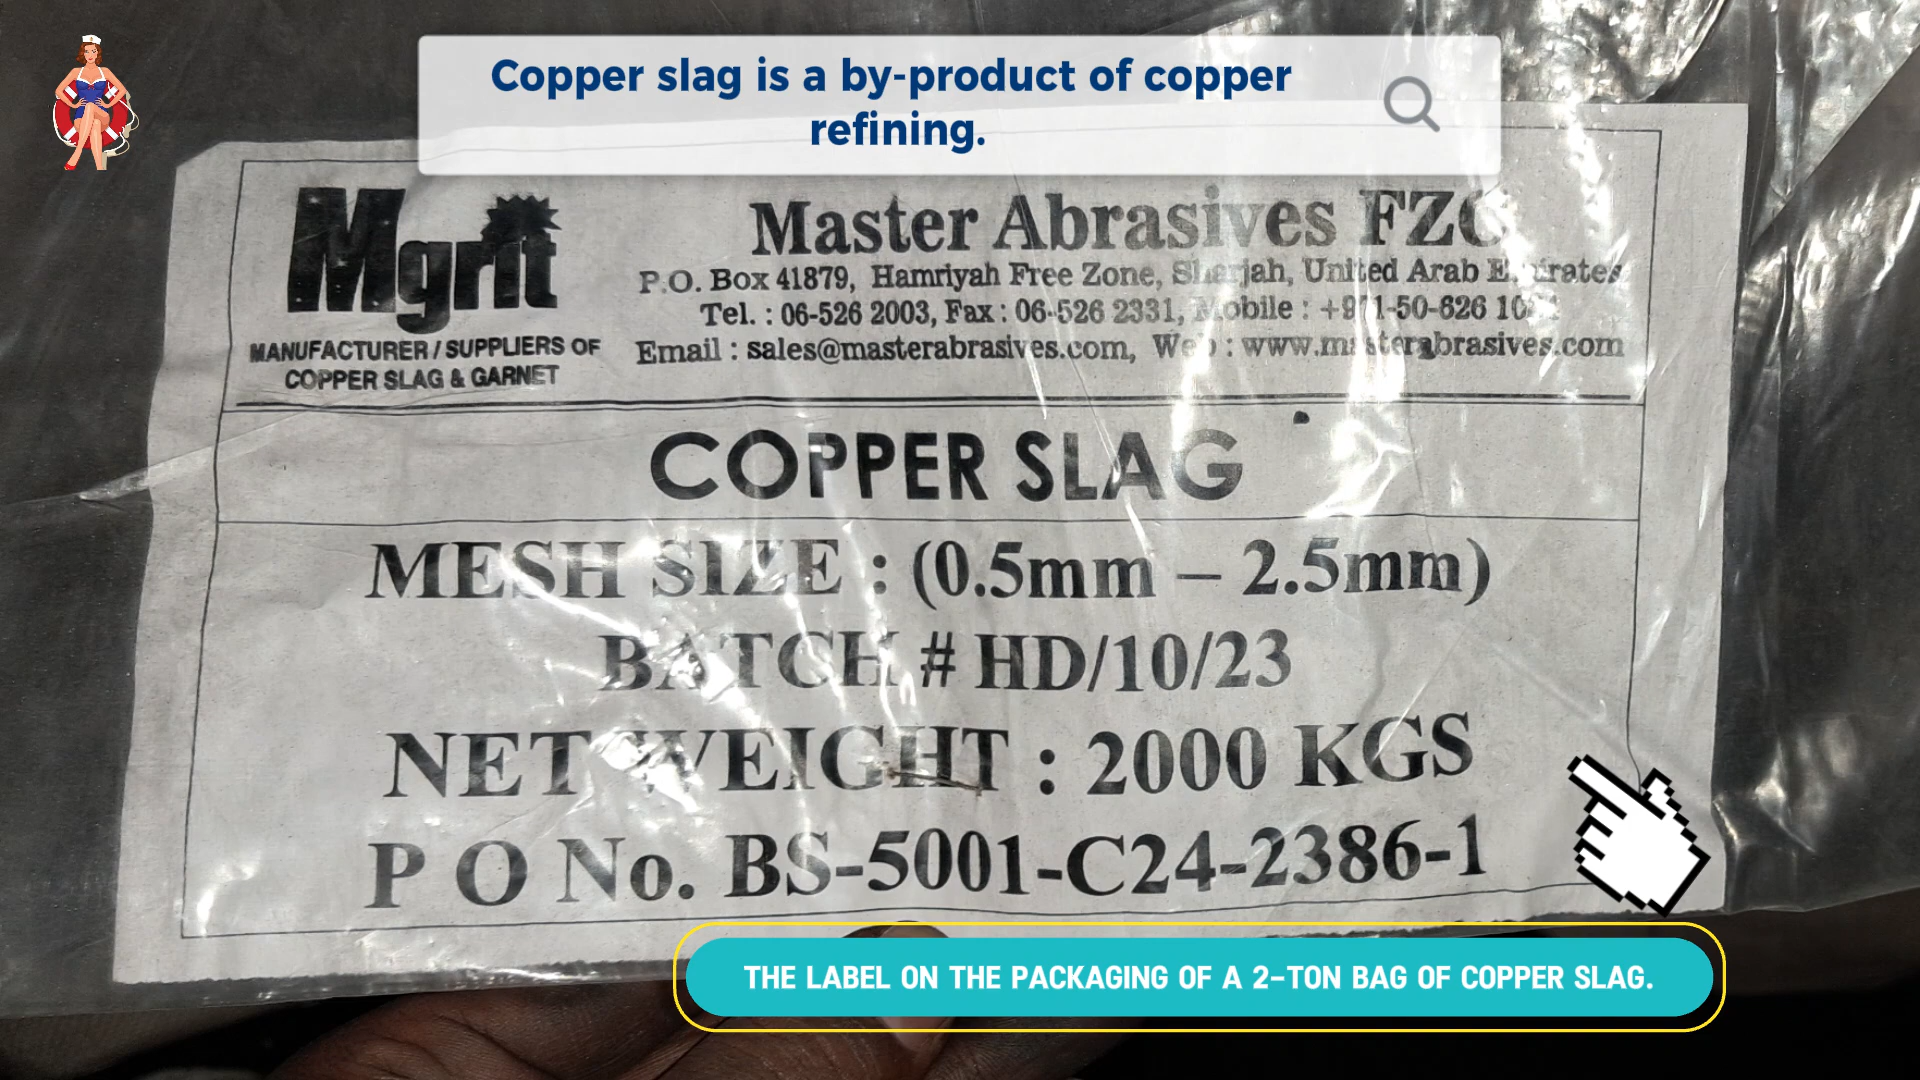 Copper slag is a by-product of copper
refining.
Mgrit
MANUFACTURER / SUPPLIERS OF
COPPER SLAG & GARNET
Master Abrasives FZC
P.O. Box 41879, Hamriyah Free Zone, Sharjah, United Arab Emirates
Tel. : 06-526 2003, Fax : 06-526 2331, Mobile : +971-50-626
Email : sales@masterabrasives.com, Web : www.masterabrasives.com
COPPER SLAG
MESH SIZE : (0.5mm – 2.5mm)
BATCH # HD/10/23
NET WEIGHT : 2000 KGS
P O No. BS-5001-C24-2386-1
THE LABEL ON THE PACKAGING OF A 2-TON BAG OF COPPER SLAG.